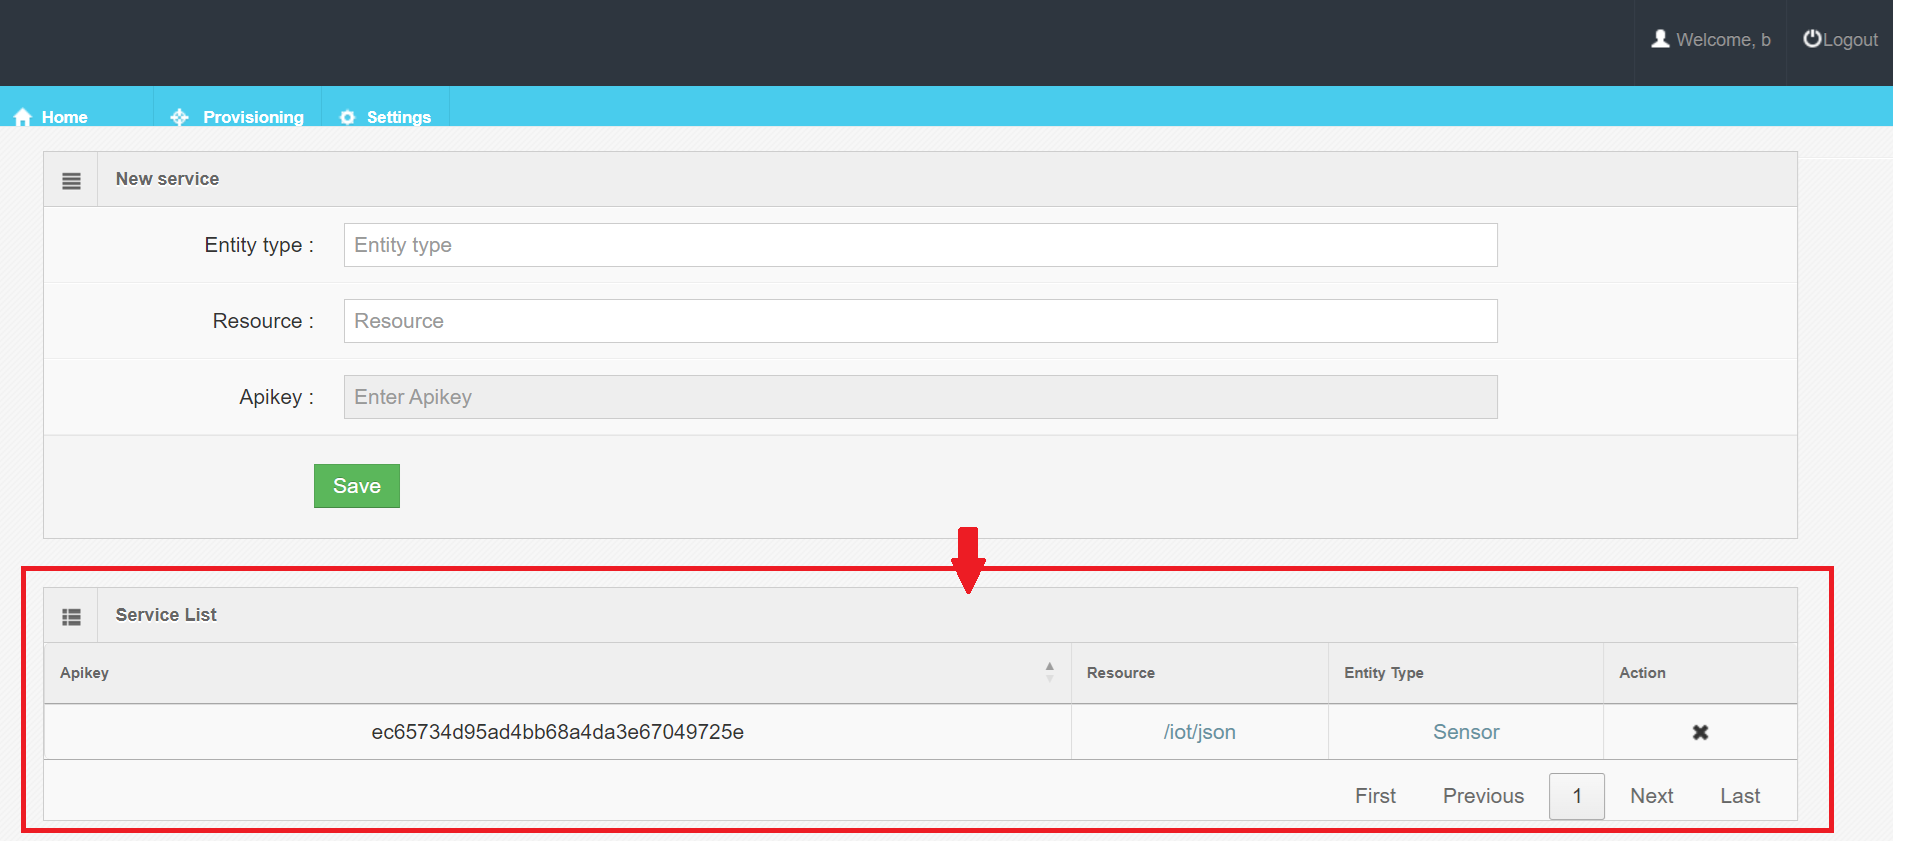 Welcome, b
Logout
Home
Provisioning
Settings
New service
Entity type :
Entity type
Resource :
Resource
Apikey :
Enter Apikey
Save
Service List
Apikey
Resource
Entity Type
Action
ec65734d95ad4bb68a4da3e67049725e
/iot/json
Sensor
First
Previous
1
Next
Last